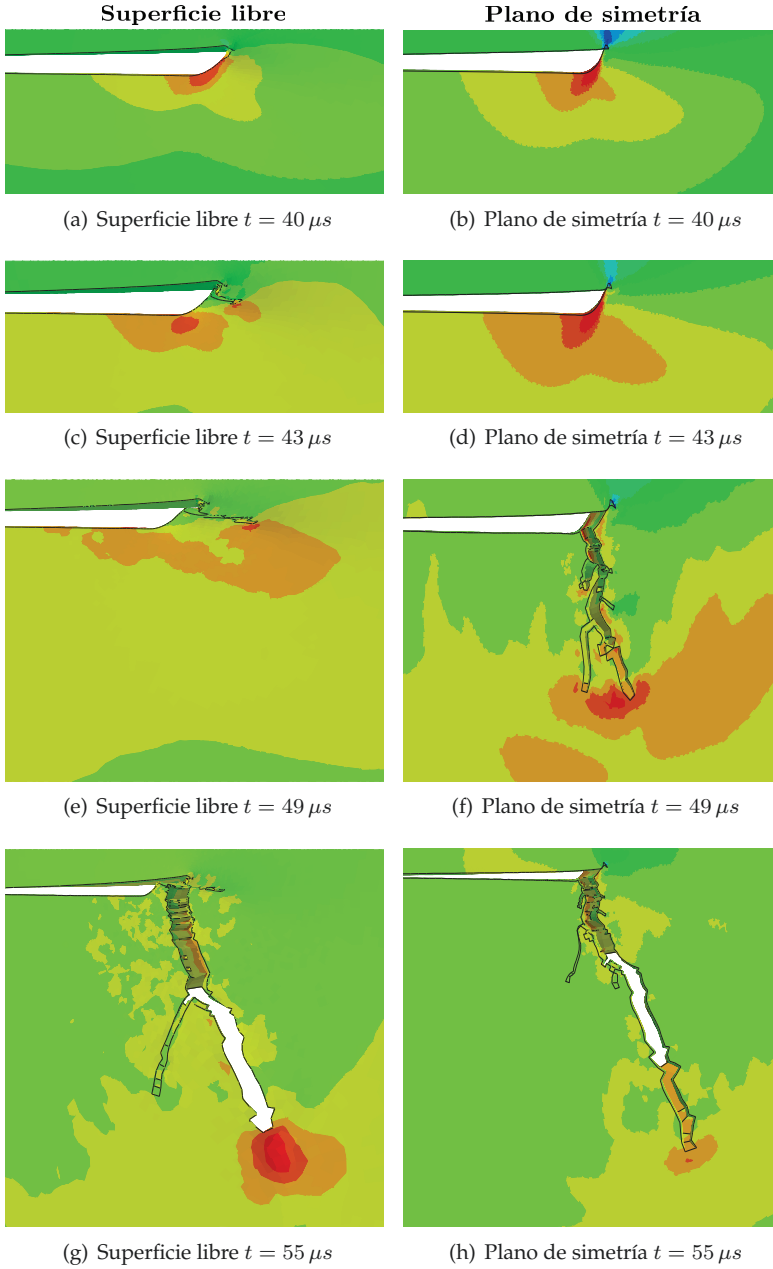 Superficie libre
Plano de simetría
(a) Superficie libre t = 40 μs
(b) Plano de simetría t = 40 μs
(c) Superficie libre t = 43 μs
(d) Plano de simetría t = 43 μs
(e) Superficie libre t = 49 μs
(f) Plano de simetría t = 49 μs
(g) Superficie libre t = 55 μs
(h) Plano de simetría t = 55 μs